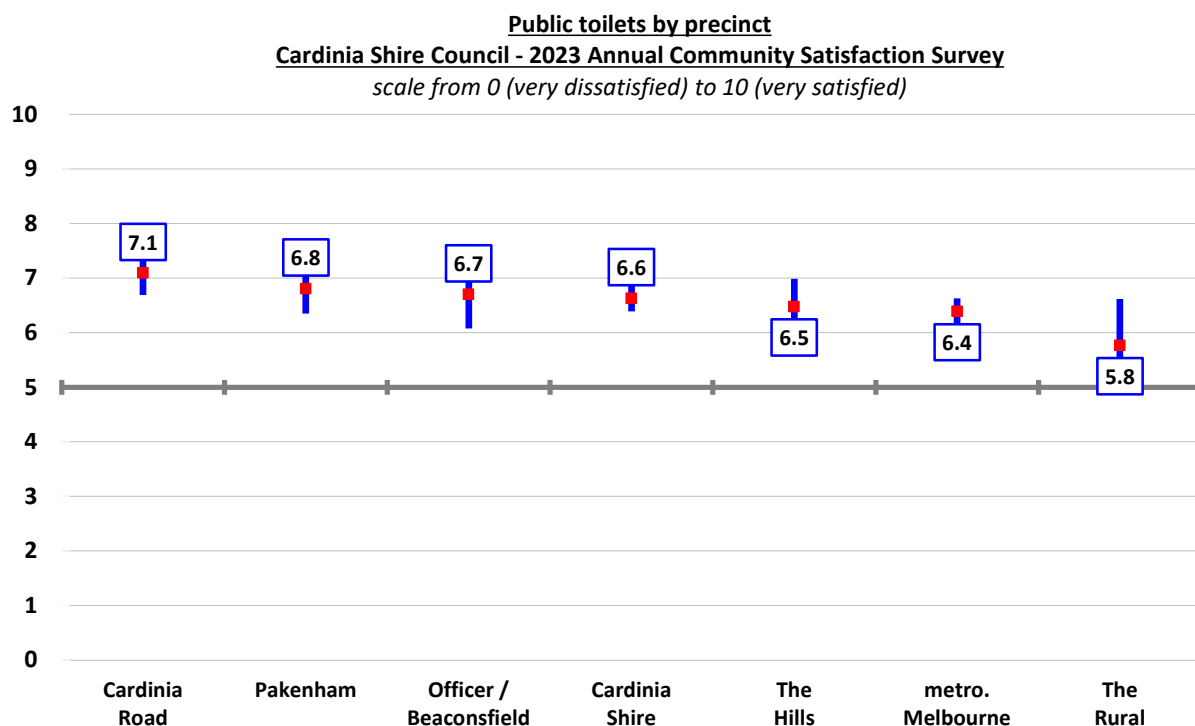 Public toilets by precinct
Cardinia Shire Council - 2023 Annual Community Satisfaction Survey
scale from 0 (very dissatisfied) to 10 (very satisfied)
10
9
8
7
6
5
4
3
2
1
0
7.1
6.8
6.7
6.6
6.5
6.4
5.8
Cardinia
Road
Pakenham
Officer /
Beaconsfield
Cardinia
Shire
The
Hills
metro.
Melbourne
The
Rural